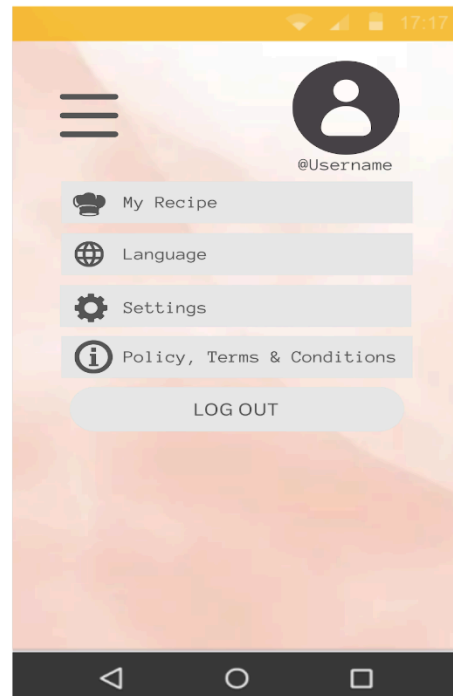 17:17
@Username
My Recipe
Language
Settings
Policy, Terms & Conditions
LOG OUT